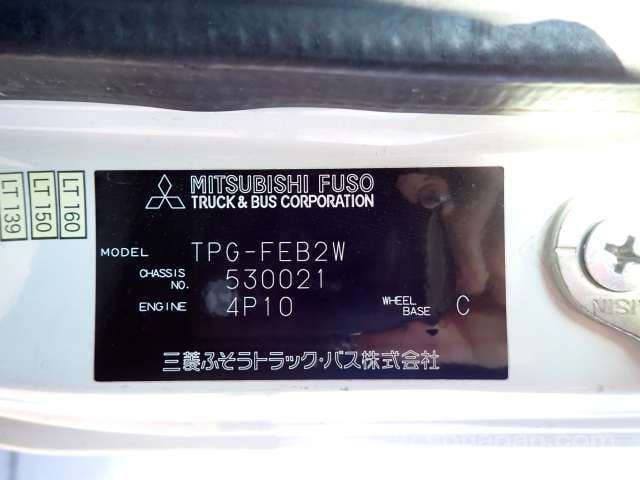 MITSUBISHI FUSO
TRUCK & BUS CORPORATION
MODEL TPG-FEB2W
CHASSIS NO. 530021
ENGINE 4P10 WHEEL BASE C
三菱ふそうトラック・バス株式会社
LT 139
LT 150
LT 160
NISH